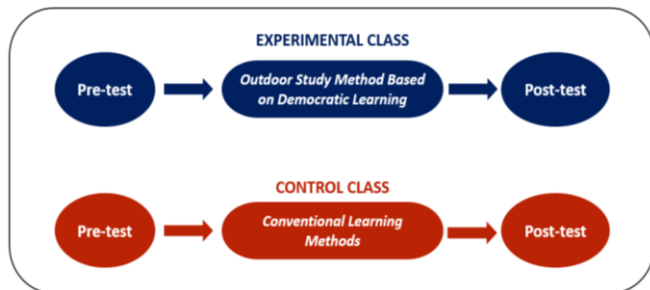 EXPERIMENTAL CLASS
Pre-test
Outdoor Study Method Based
on Democratic Learning
Post-test
CONTROL CLASS
Pre-test
Conventional Learning
Methods
Post-test